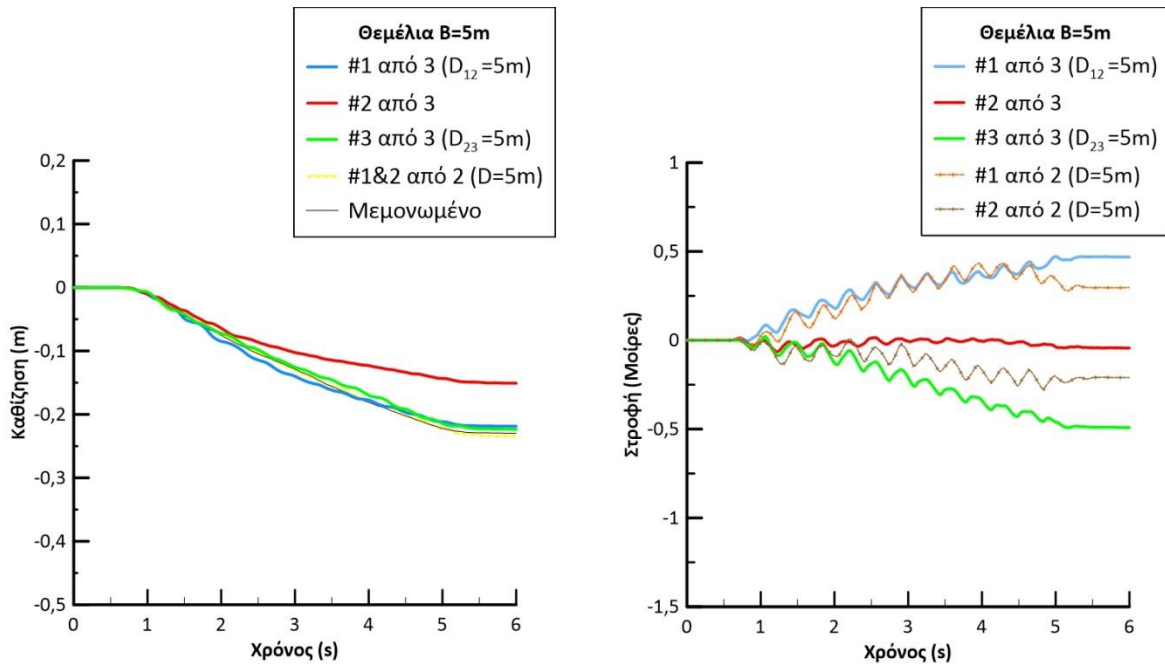 Θεμέλια B=5m
#1 από 3 (D12=5m)
#2 από 3
#3 από 3 (D23=5m)
#1&2 από 2 (D=5m)
Μεμονωμένο
0,2
0,1
0
-0,1
-0,2
-0,3
-0,4
-0,5
Καθίζηση (m)
0 1 2 3 4 5 6
Χρόνος (s)
Θεμέλια B=5m
#1 από 3 (D12=5m)
#2 από 3
#3 από 3 (D23=5m)
#1 από 2 (D=5m)
#2 από 2 (D=5m)
1
0,5
0
-0,5
-1
-1,5
Στροφή (Μοίρες)
0 1 2 3 4 5 6
Χρόνος (s)